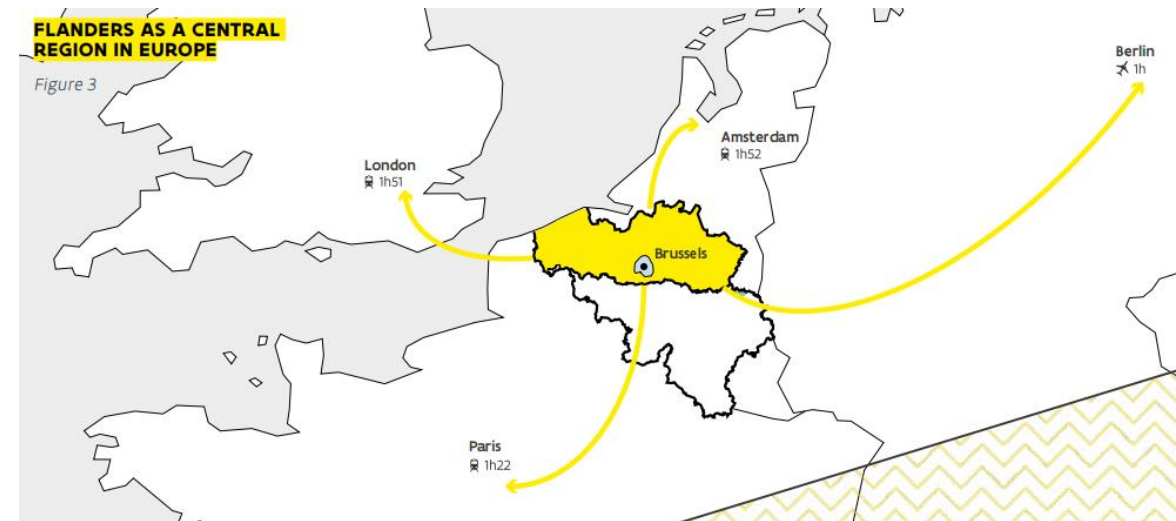 FLANDERS AS A CENTRAL
REGION IN EUROPE
Figure 3
Berlin
1h
Amsterdam
1h52
London
1h51
Brussels
Paris
1h22